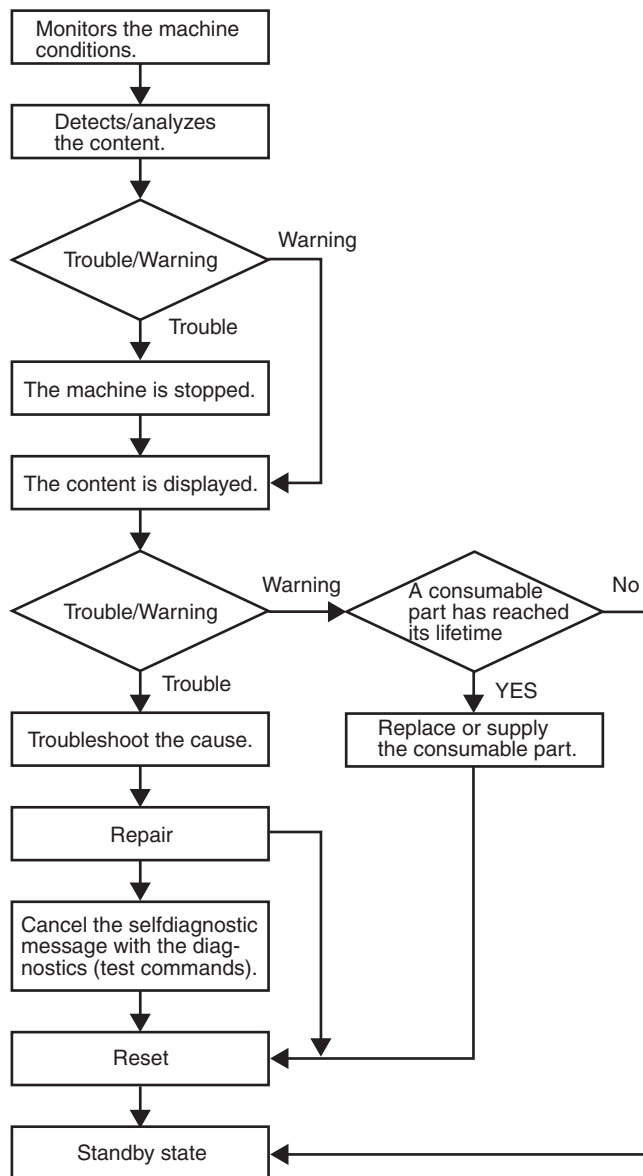 Monitors the machine
conditions.
Detects/analyzes
the content.
Trouble/Warning
Warning
Trouble
The machine is stopped.
The content is displayed.
Trouble/Warning
Warning
A consumable
part has reached
its lifetime
No
Trouble
YES
Troubleshoot the cause.
Replace or supply
the consumable part.
Repair
Cancel the selfdiagnostic
message with the diag-
nostics (test commands).
Reset
Standby state